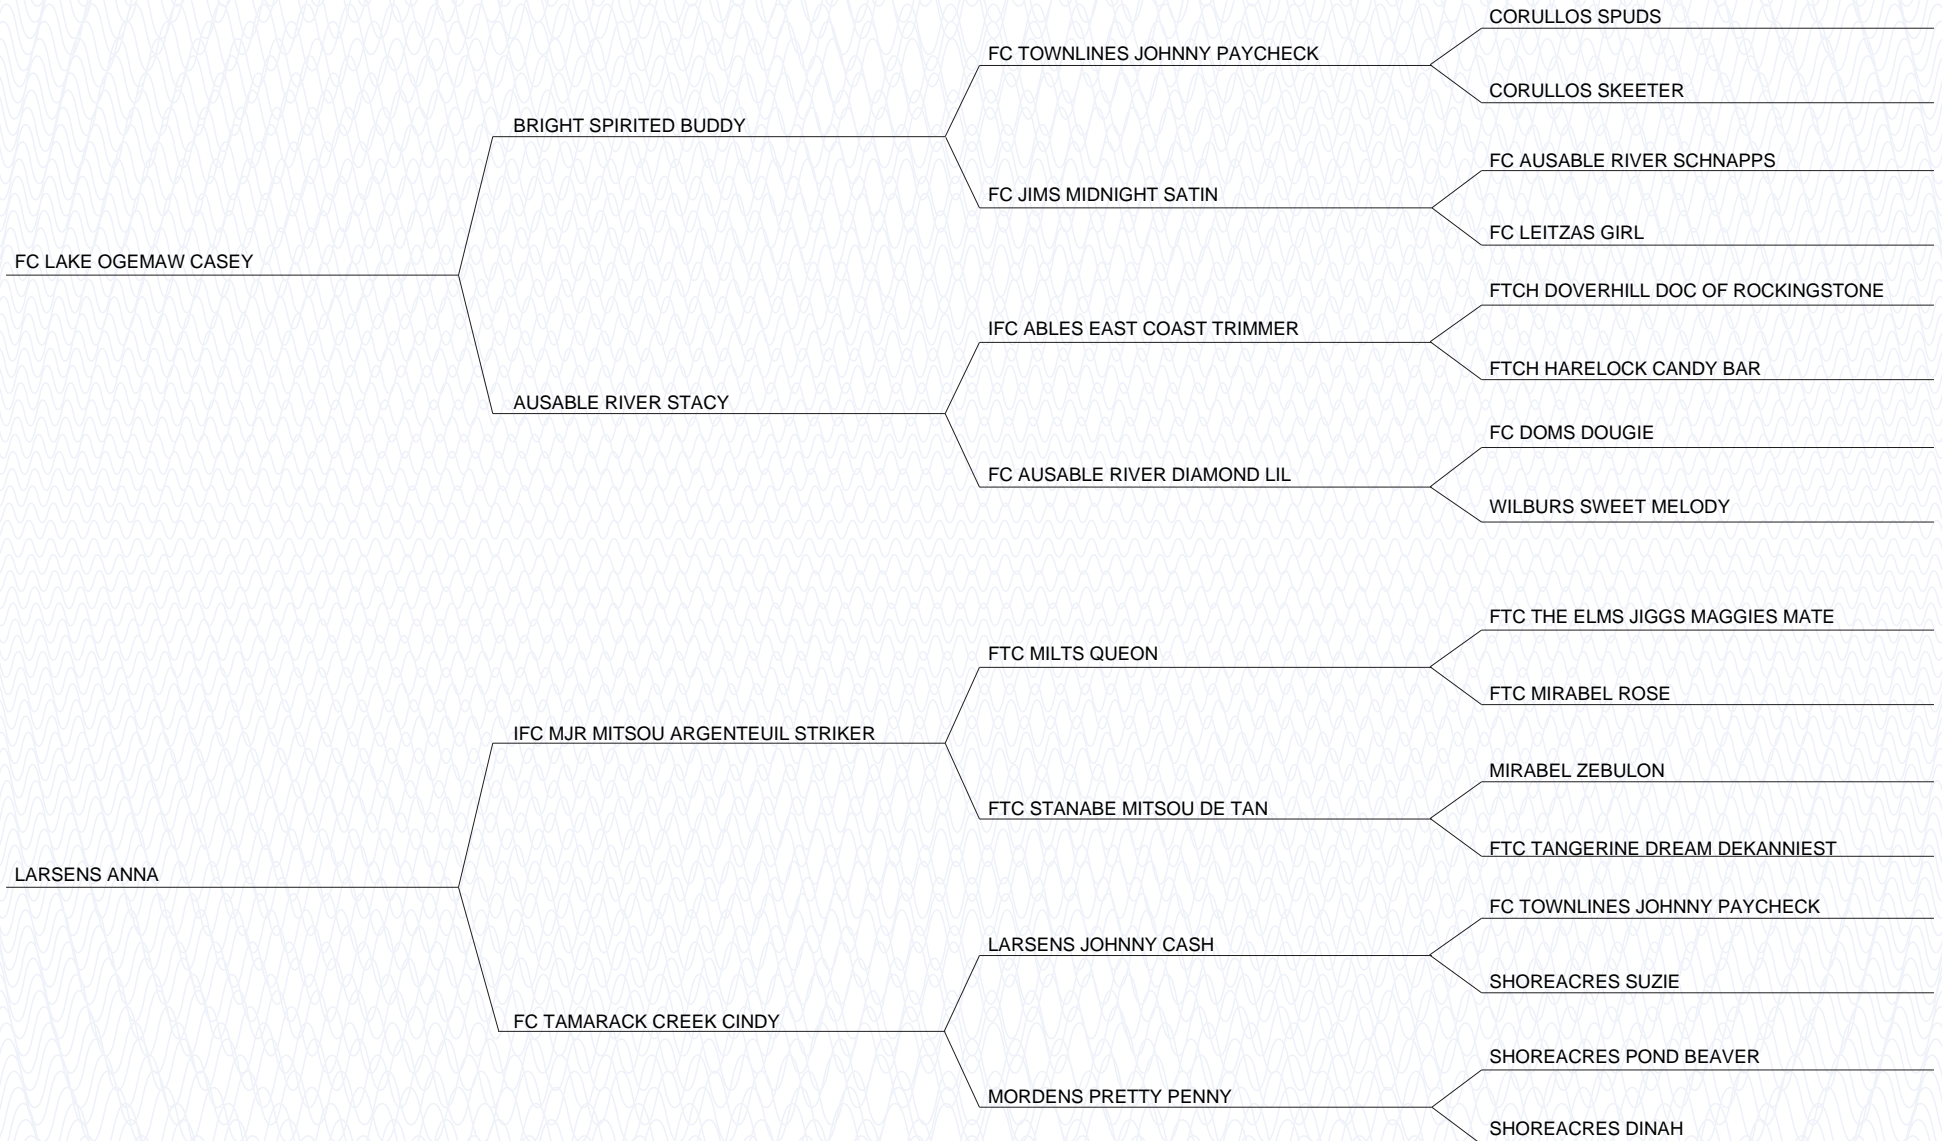 CORULLOS SPUDS
FC TOWNLINES JOHNNY PAYCHECK
CORULLOS SKEETER
BRIGHT SPIRITED BUDDY
FC AUSABLE RIVER SCHNAPPS
FC JIMS MIDNIGHT SATIN
FC LEITZAS GIRL
FC LAKE OGEMAW CASEY
FTCH DOVERHILL DOC OF ROCKINGSTONE
IFC ABLES EAST COAST TRIMMER
FTCH HARELOCK CANDY BAR
AUSABLE RIVER STACY
FC DOMS DOUGIE
FC AUSABLE RIVER DIAMOND LIL
WILBURS SWEET MELODY
FTC THE ELMS JIGGS MAGGIES MATE
FTC MILTS QUEON
FTC MIRABEL ROSE
IFC MJR MITSOU ARGENTEUIL STRIKER
MIRABEL ZEBULON
FTC STANABE MITSOU DE TAN
FTC TANGERINE DREAM DEKANNIEST
LARSENS ANNA
FC TOWNLINES JOHNNY PAYCHECK
LARSENS JOHNNY CASH
SHOREACRES SUZIE
FC TAMARACK CREEK CINDY
SHOREACRES POND BEAVER
MORDENS PRETTY PENNY
SHOREACRES DINAH